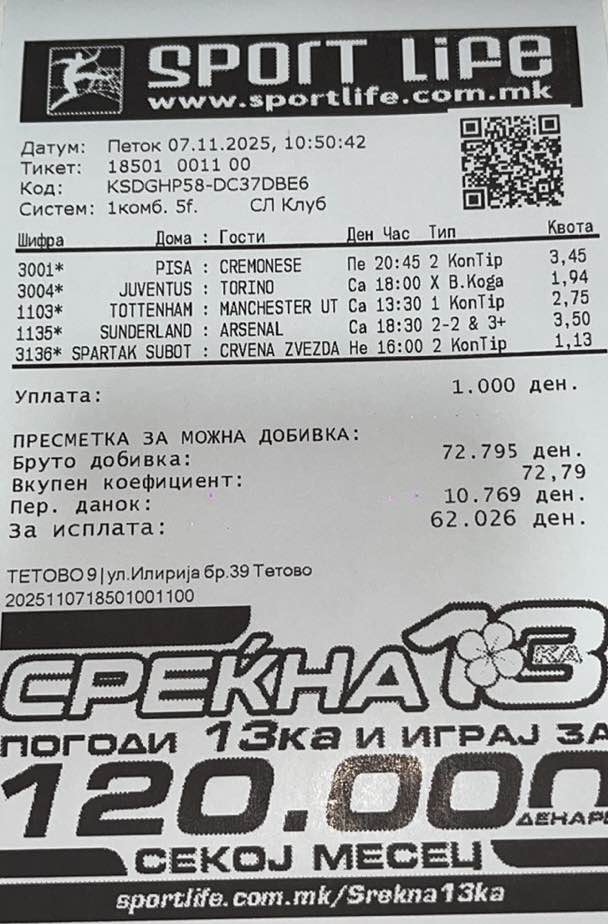 SPORT LIFE
www.sportlife.com.mk
Датум: Петок 07.11.2025, 10:50:42
Тикет: 18501 0011 00
Код: KSDGHP58-DC37DBE6
Систем: 1комб. 5f. СЛ Клуб
Шифра Дома : Гости Ден Час Тип Квота
3001* PISA : CREMONESE Пе 20:45 2 KonTip 3,45
3004* JUVENTUS : TORINO Са 18:00 X B.Koga 1,94
1103* TOTTENHAM : MANCHESTER UT Са 13:30 1 KonTip 2,75
1135* SUNDERLAND : ARSENAL Са 18:30 2-2 & 3+ 3,50
3136* SPARTAK SUBOT : CRVENA ZVEZDA Не 16:00 2 KonTip 1,13
Уплата: 1.000 ден.
ПРЕСМЕТКА ЗА МОЖНА ДОБИВКА:
Бруто добивка: 72.795 ден.
Вкупен коефициент: 72,79
Пер. данок: 10.769 ден.
За исплата: 62.026 ден.
ТЕТОВО 9|ул.Илирија бр.39 Тетово
2025110718501001100
СРЕЌНА 13КА
ПОГОДИ 13ка И ИГРАЈ ЗА
120.000
ДЕНАРИ
СЕКОЈ МЕСЕЦ
sportlife.com.mk/Srekna13ka